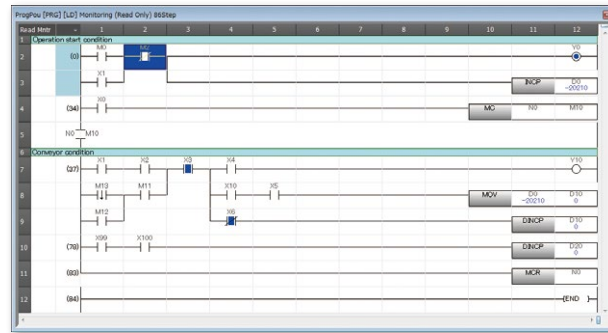 ProgPou [PRG] [LD] Monitoring (Read Only) 86Step
Read Mntr 1 2 3 4 5 6 7 8 9 10 11 12
1 Operation start condition
M0 M2 Y0
2 (0)
X1
3 INCP D0
-20210
X0
4 (34) MC N0 M10
5 N0 M10
6 Conveyor condition
X1 X2 X3 X4 Y10
7 (37)
M13 M11 X10 X5
8 MOV D0 D10
-20210 0
M12 X6
9 DINCP D10
0
X99 X100
10 (79) DINCP D20
0
11 (83) MCR N0
12 (84) END